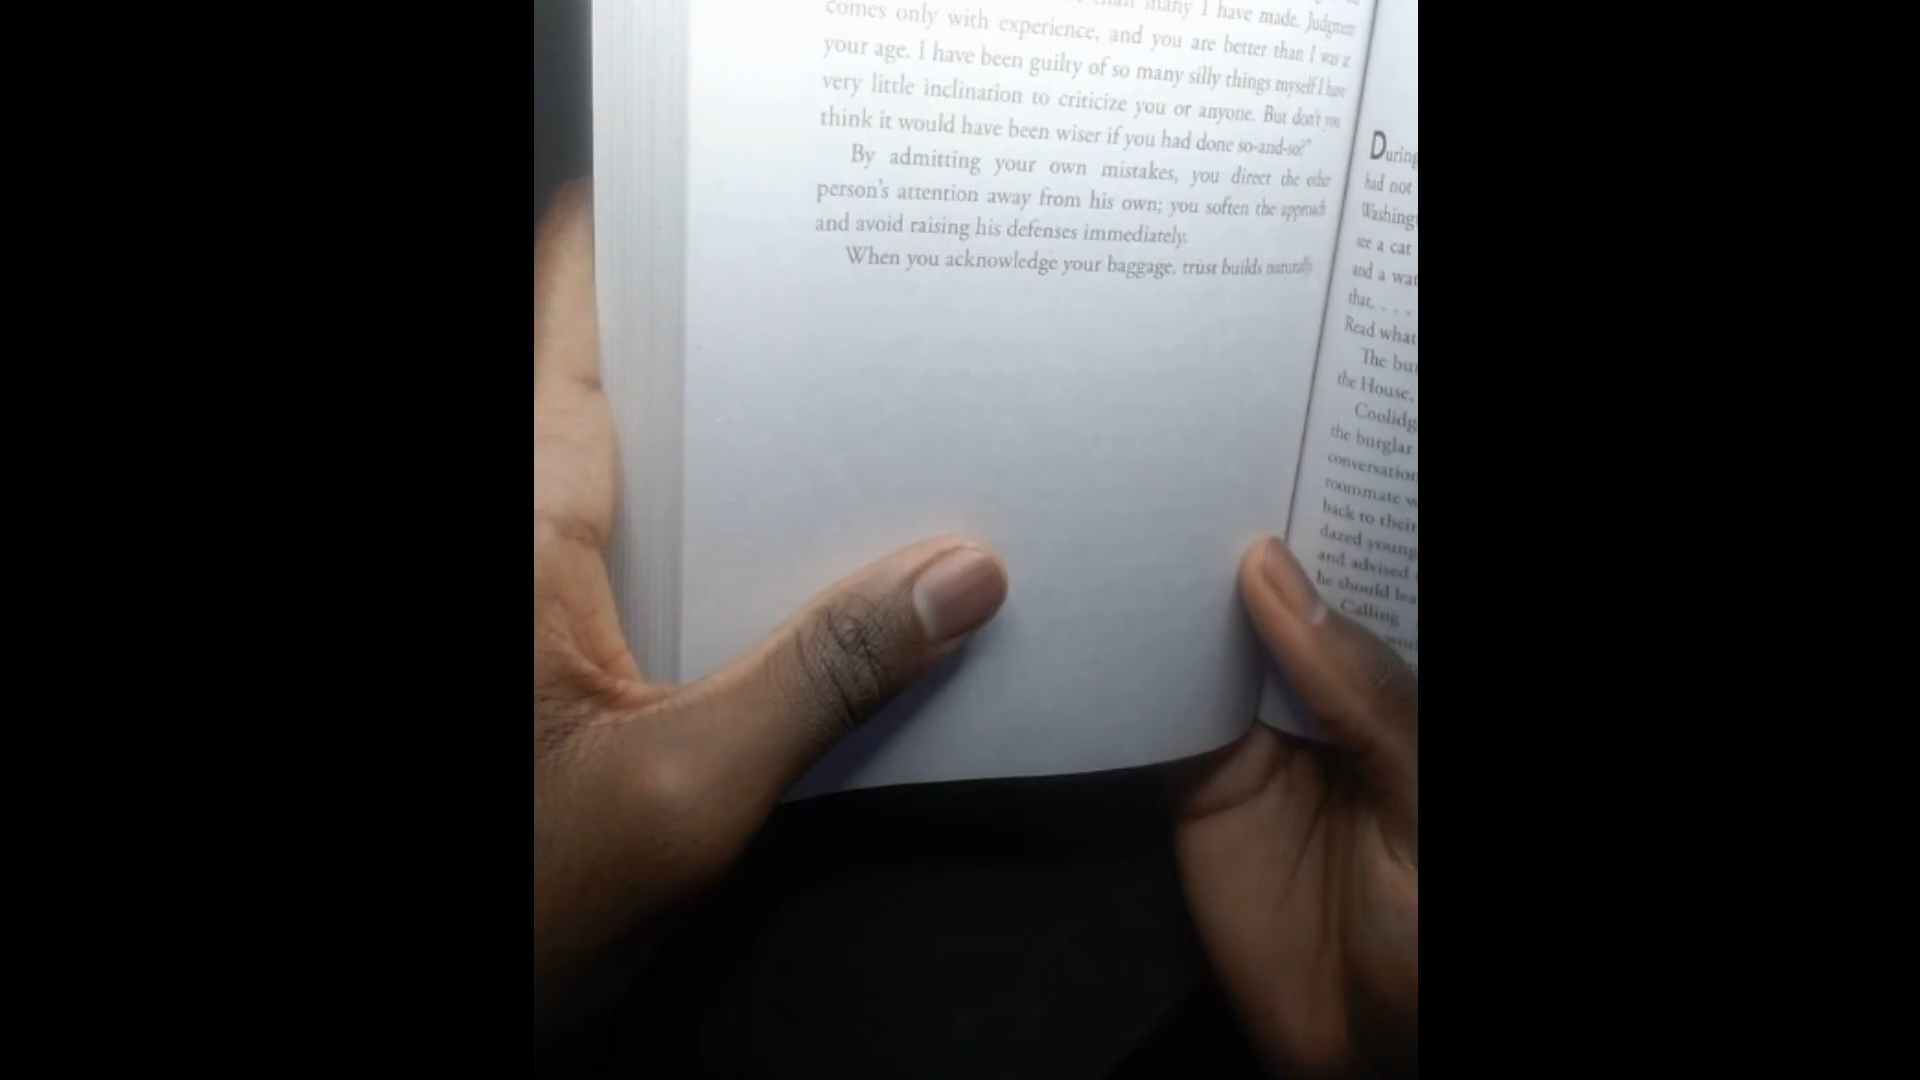 than many I have made. Judgment
comes only with experience, and you are better than I was at
your age. I have been guilty of so many silly things myself I have
very little inclination to criticize you or anyone. But don't you
think it would have been wiser if you had done so-and-so?"
By admitting your own mistakes, you direct the other
person's attention away from his own; you soften the approach
and avoid raising his defenses immediately.
When you acknowledge your baggage, trust builds naturally.
During
had not
Washing
see a cat
and a wa
that. . . .
Read what
The bu
the House,
Coolidg
the burglar
conversation
roommate w
back to their
dazed young
and advised
he should lea
Calling